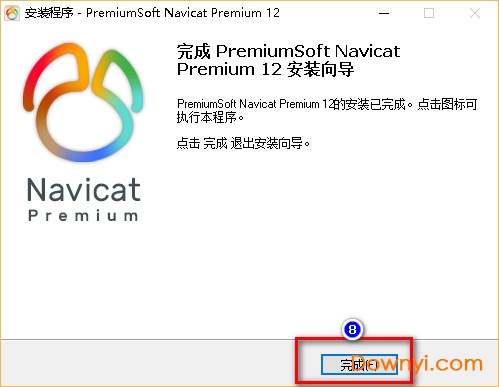 安装程序 - PremiumSoft Navicat Premium 12
完成 PremiumSoft Navicat
Premium 12 安装向导
PremiumSoft Navicat Premium 12的安装已完成。点击图标可
执行本程序。
点击 完成 退出安装向导。
Navicat
Premium
8
完成(F)
Downyi.com